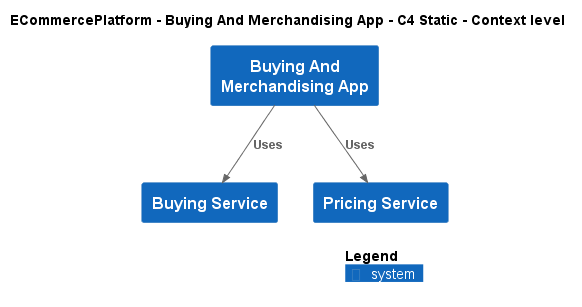 ECommercePlatform - Buying And Merchandising App - C4 Static - Context level
Buying And
Merchandising App
Uses
Uses
Buying Service
Pricing Service
Legend
system